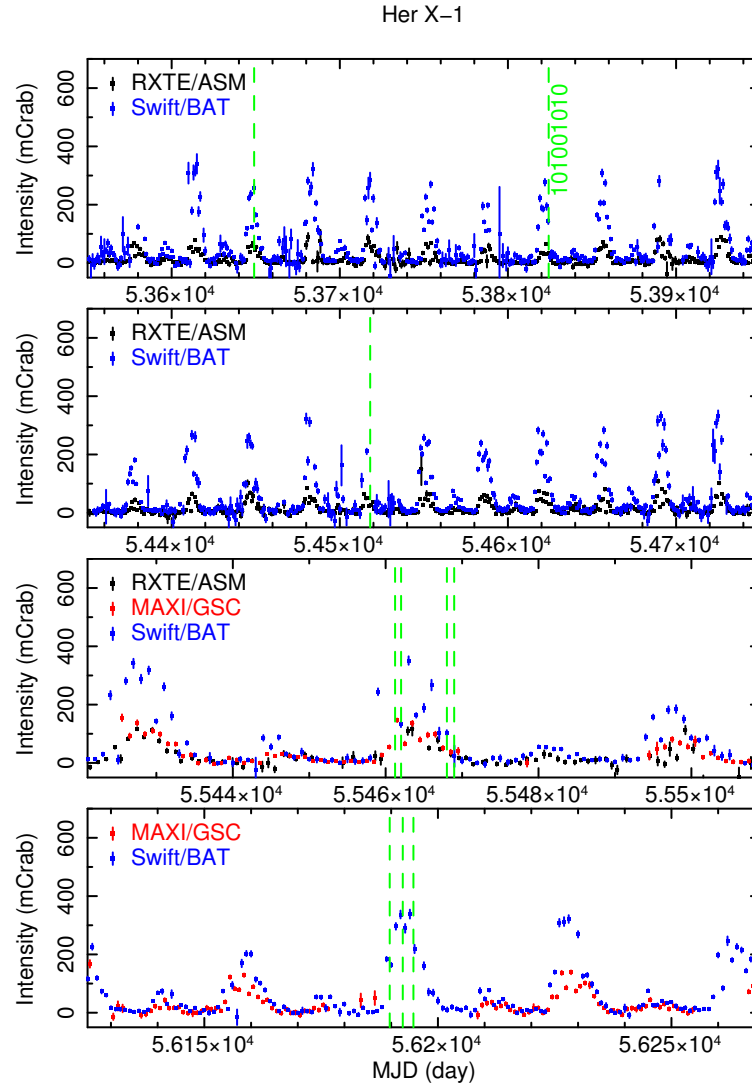 Her X−1
RXTE/ASM
Swift/BAT
101001010
Intensity (mCrab)
0 200 400 600
5.36×10⁴ 5.37×10⁴ 5.38×10⁴ 5.39×10⁴
RXTE/ASM
Swift/BAT
Intensity (mCrab)
0 200 400 600
5.44×10⁴ 5.45×10⁴ 5.46×10⁴ 5.47×10⁴
RXTE/ASM
MAXI/GSC
Swift/BAT
Intensity (mCrab)
0 200 400 600
5.544×10⁴ 5.546×10⁴ 5.548×10⁴ 5.55×10⁴
MAXI/GSC
Swift/BAT
Intensity (mCrab)
0 200 400 600
5.615×10⁴ 5.62×10⁴ 5.625×10⁴
MJD (day)